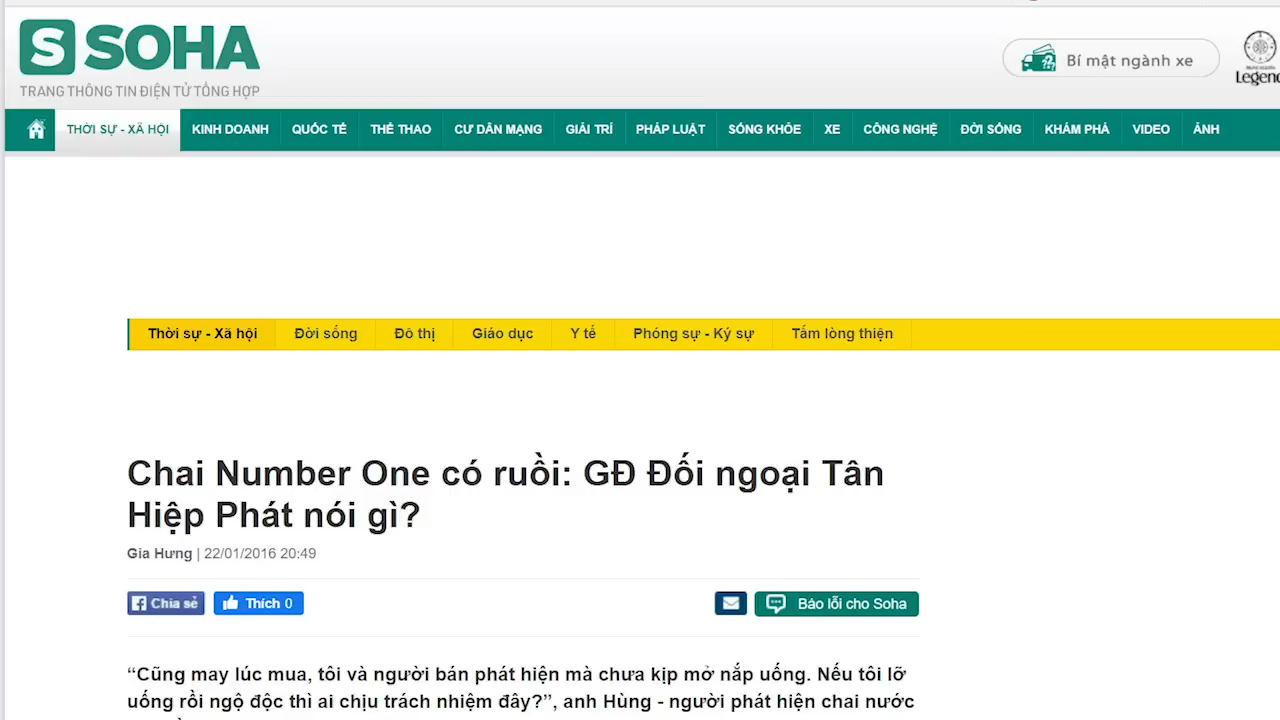 S SOHA
TRANG THÔNG TIN ĐIỆN TỬ TỔNG HỢP
Bí mật ngành xe
Legend
THỜI SỰ - XÃ HỘI KINH DOANH QUỐC TẾ THỂ THAO CƯ DÂN MẠNG GIẢI TRÍ PHÁP LUẬT SỐNG KHỎE XE CÔNG NGHỆ ĐỜI SỐNG KHÁM PHÁ VIDEO ẢNH
Thời sự - Xã hội Đời sống Đô thị Giáo dục Y tế Phóng sự - Ký sự Tấm lòng thiện
Chai Number One có ruồi: GĐ Đối ngoại Tân
Hiệp Phát nói gì?
Gia Hưng | 22/01/2016 20:49
Chia sẻ Thích 0 Báo lỗi cho Soha
“Cũng may lúc mua, tôi và người bán phát hiện mà chưa kịp mở nắp uống. Nếu tôi lỡ
uống rồi ngộ độc thì ai chịu trách nhiệm đây?”, anh Hùng - người phát hiện chai nước